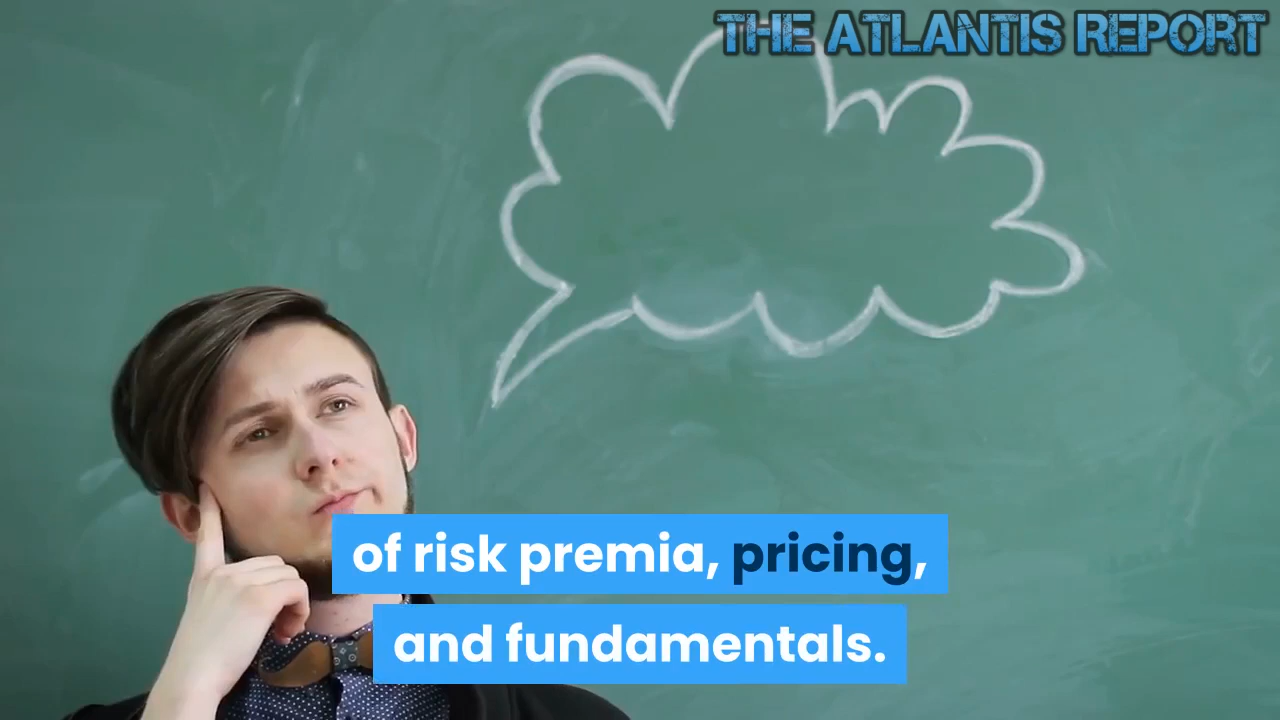 THE ATLANTIS REPORT
of risk premia, pricing,
and fundamentals.